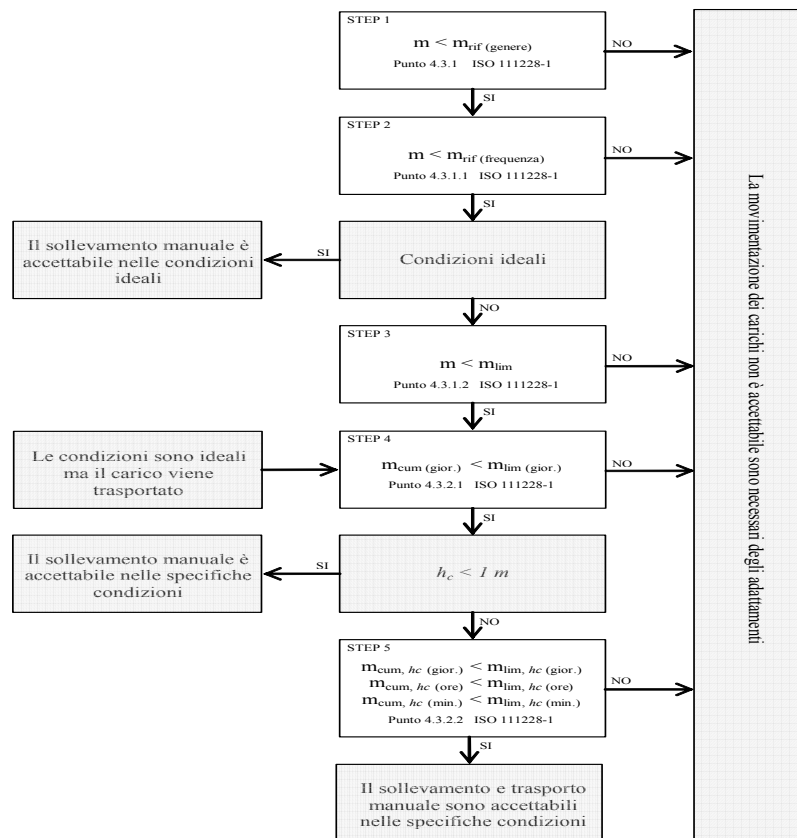 STEP 1
m < mrif (genere)
Punto 4.3.1 ISO 111228-1
NO
SI
STEP 2
m < mrif (frequenza)
Punto 4.3.1.1 ISO 111228-1
NO
SI
Il sollevamento manuale è
accettabile nelle condizioni
ideali
SI
Condizioni ideali
NO
STEP 3
m < mlim
Punto 4.3.1.2 ISO 111228-1
NO
SI
Le condizioni sono ideali
ma il carico viene
trasportato
STEP 4
mcum (gior.) < mlim (gior.)
Punto 4.3.2.1 ISO 111228-1
NO
SI
Il sollevamento manuale è
accettabile nelle specifiche
condizioni
SI
hc < 1 m
NO
STEP 5
mcum, hc (gior.) < mlim, hc (gior.)
mcum, hc (ore) < mlim, hc (ore)
mcum, hc (min.) < mlim, hc (min.)
Punto 4.3.2.2 ISO 111228-1
NO
SI
Il sollevamento e trasporto
manuale sono accettabili
nelle specifiche condizioni
La movimentazione dei carichi non è accettabile sono necessari degli adattamenti